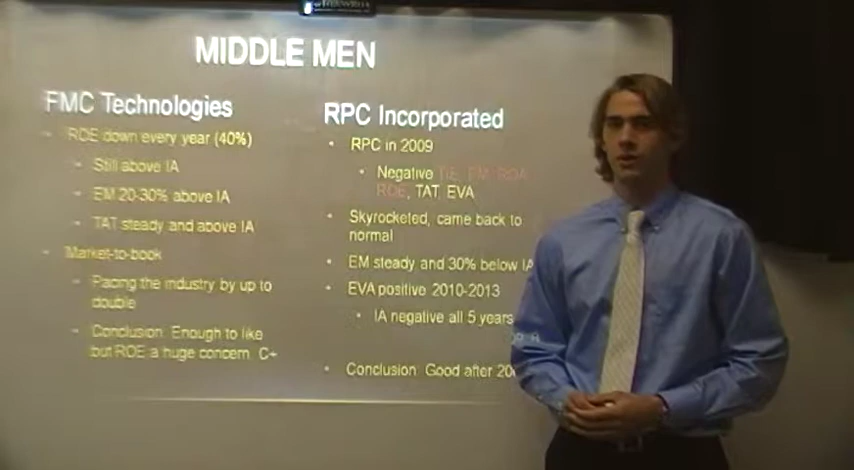 MIDDLE MEN
FMC Technologies
ROE down every year (40%)
Still above IA
EM 20-30% above IA
TAT steady and above IA
Market-to-book
Pacing the industry by up to
double
Conclusion: Enough to like
but ROE a huge concern C+
RPC Incorporated
RPC in 2009
Negative TIE, PM, ROA,
ROE, TAT, EVA
Skyrocketed, came back to
normal
EM steady and 30% below IA
EVA positive 2010-2013
IA negative all 5 years
Conclusion: Good after